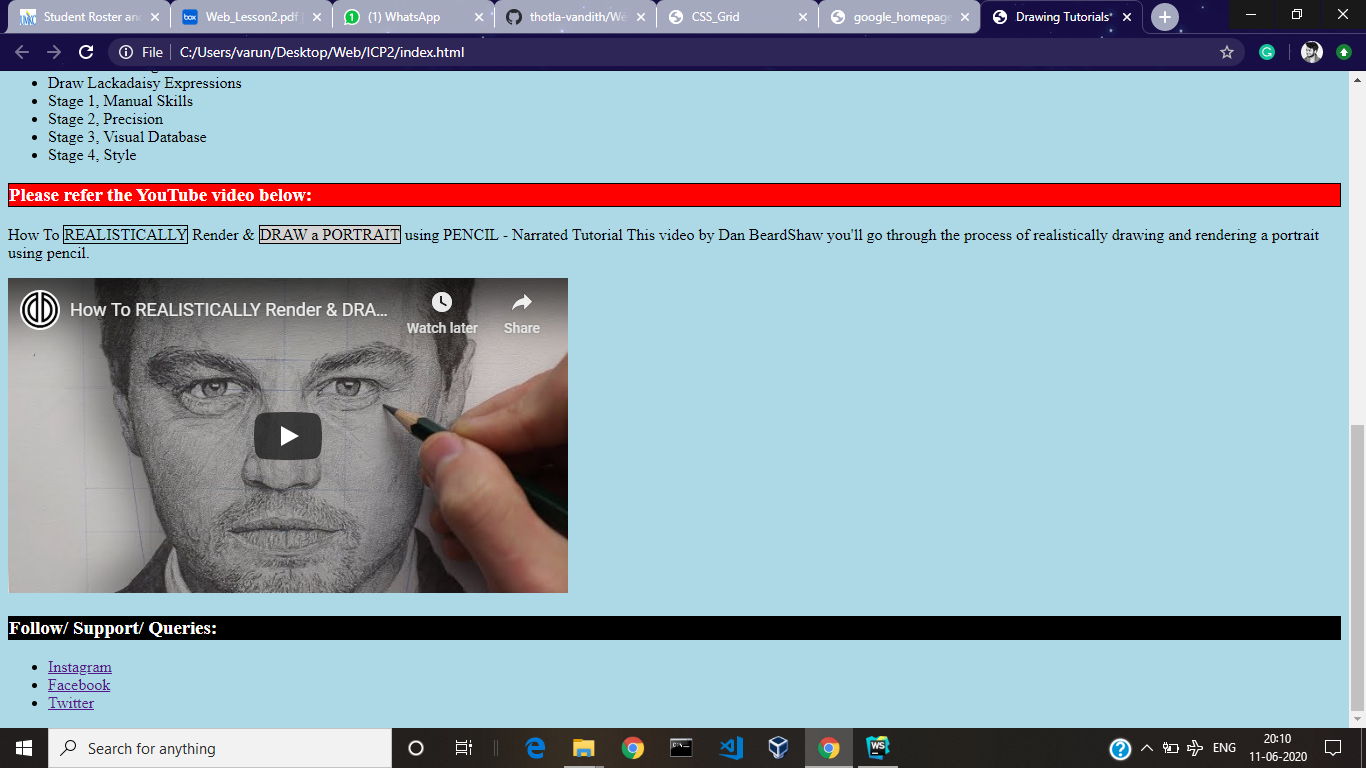 Student Roster and
Web_Lesson2.pdf
(1) WhatsApp
thotla-vandith/We
CSS_Grid
google_homepage
Drawing Tutorials"
File
C:/Users/varun/Desktop/Web/ICP2/index.html
• Draw Lackadaisy Expressions
• Stage 1, Manual Skills
• Stage 2, Precision
• Stage 3, Visual Database
• Stage 4, Style
Please refer the YouTube video below:
How To REALISTICALLY Render & DRAW a PORTRAIT using PENCIL - Narrated Tutorial This video by Dan BeardShaw you'll go through the process of realistically drawing and rendering a portrait
using pencil.
How To REALISTICALLY Render & DRA...
Watch later
Share
Follow/ Support/ Queries:
• Instagram
• Facebook
• Twitter
Search for anything
ENG
20:10
11-06-2020